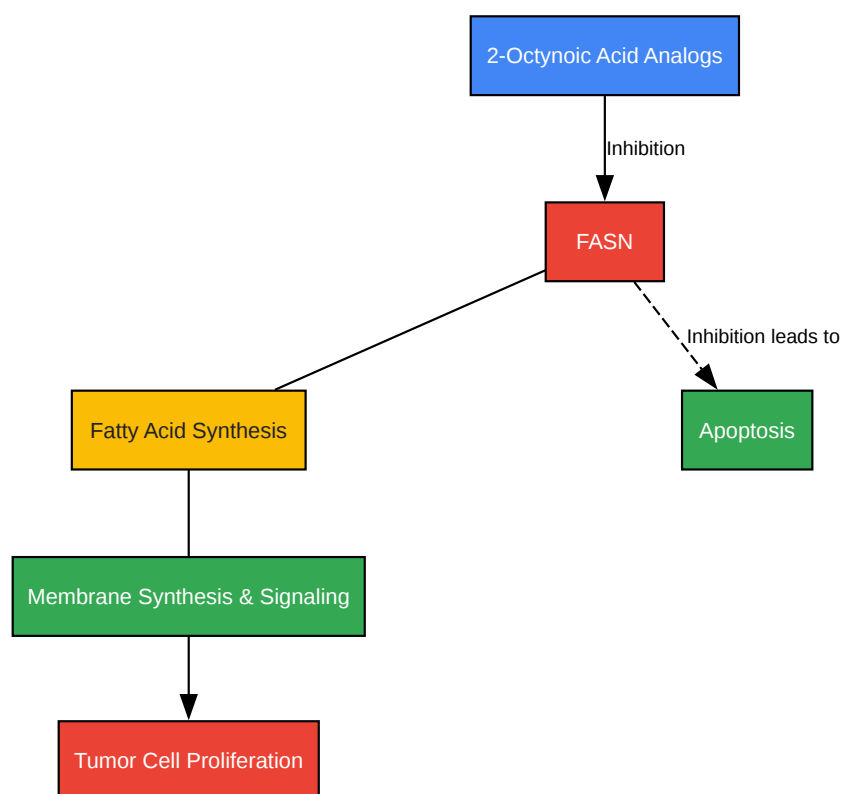 2-Octynoic Acid Analogs
Inhibition
FASN
Inhibition leads to
Fatty Acid Synthesis
Apoptosis
Membrane Synthesis & Signaling
Tumor Cell Proliferation